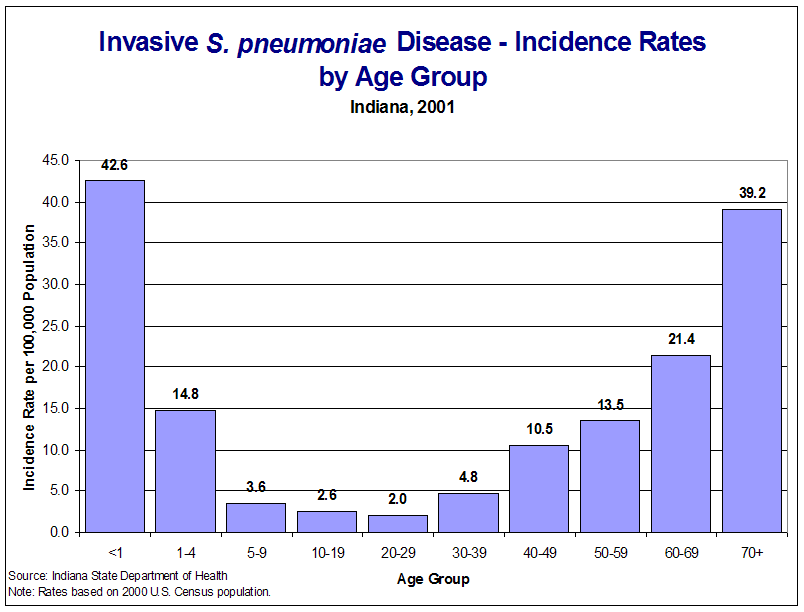 Invasive S. pneumoniae Disease - Incidence Rates
by Age Group
Indiana, 2001
Incidence Rate per 100,000 Population
45.0
40.0
35.0
30.0
25.0
20.0
15.0
10.0
5.0
0.0
42.6
14.8
3.6
2.6
2.0
4.8
10.5
13.5
21.4
39.2
<1 1-4 5-9 10-19 20-29 30-39 40-49 50-59 60-69 70+
Age Group
Source: Indiana State Department of Health
Note: Rates based on 2000 U.S. Census population.